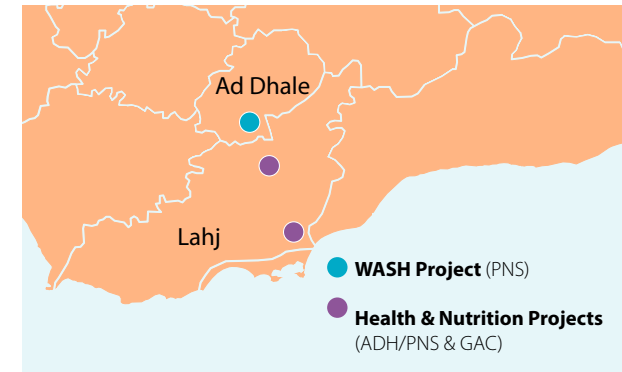 Ad Dhale
Lahj
WASH Project (PNS)
Health & Nutrition Projects
(ADH/PNS & GAC)